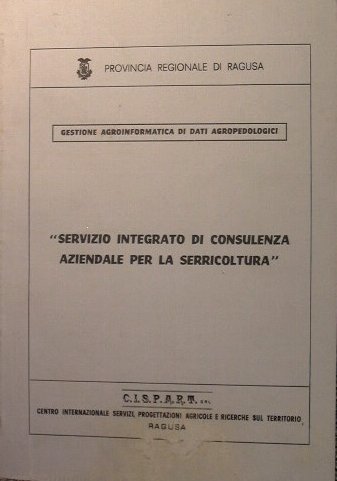 PROVINCIA REGIONALE DI RAGUSA
GESTIONE AGROINFORMATICA DI DATI AGROPEDOLOGICI
"SERVIZIO INTEGRATO DI CONSULENZA
AZIENDALE PER LA SERRICOLTURA"
C.I.S.P.A.R.T. SRL
CENTRO INTERNAZIONALE SERVIZI, PROGETTAZIONI AGRICOLE E RICERCHE SUL TERRITORIO
RAGUSA